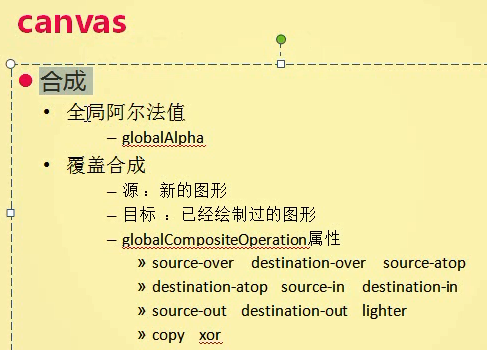 canvas
合成
全局阿尔法值
globalAlpha
覆盖合成
源：新的图形
目标：已经绘制过的图形
globalCompositeOperation属性
source-over destination-over source-atop
destination-atop source-in destination-in
source-out destination-out lighter
copy xor